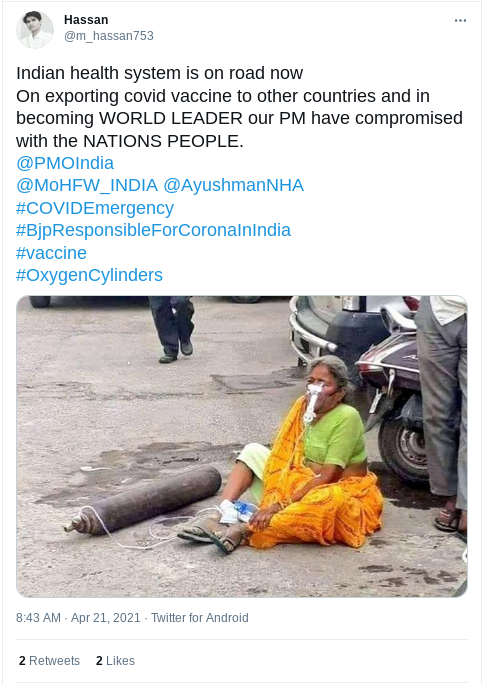 Hassan
@m_hassan753
Indian health system is on road now
On exporting covid vaccine to other countries and in
becoming WORLD LEADER our PM have compromised
with the NATIONS PEOPLE.
@PMOIndia
@MoHFW_INDIA @AyushmanNHA
#COVIDEmergency
#BjpResponsibleForCoronaInIndia
#vaccine
#OxygenCylinders
8:43 AM · Apr 21, 2021 · Twitter for Android
2 Retweets 2 Likes